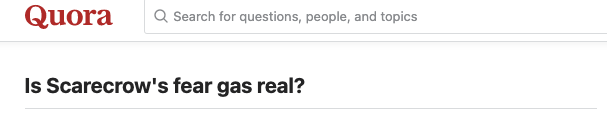 Quora
Search for questions, people, and topics
Is Scarecrow's fear gas real?